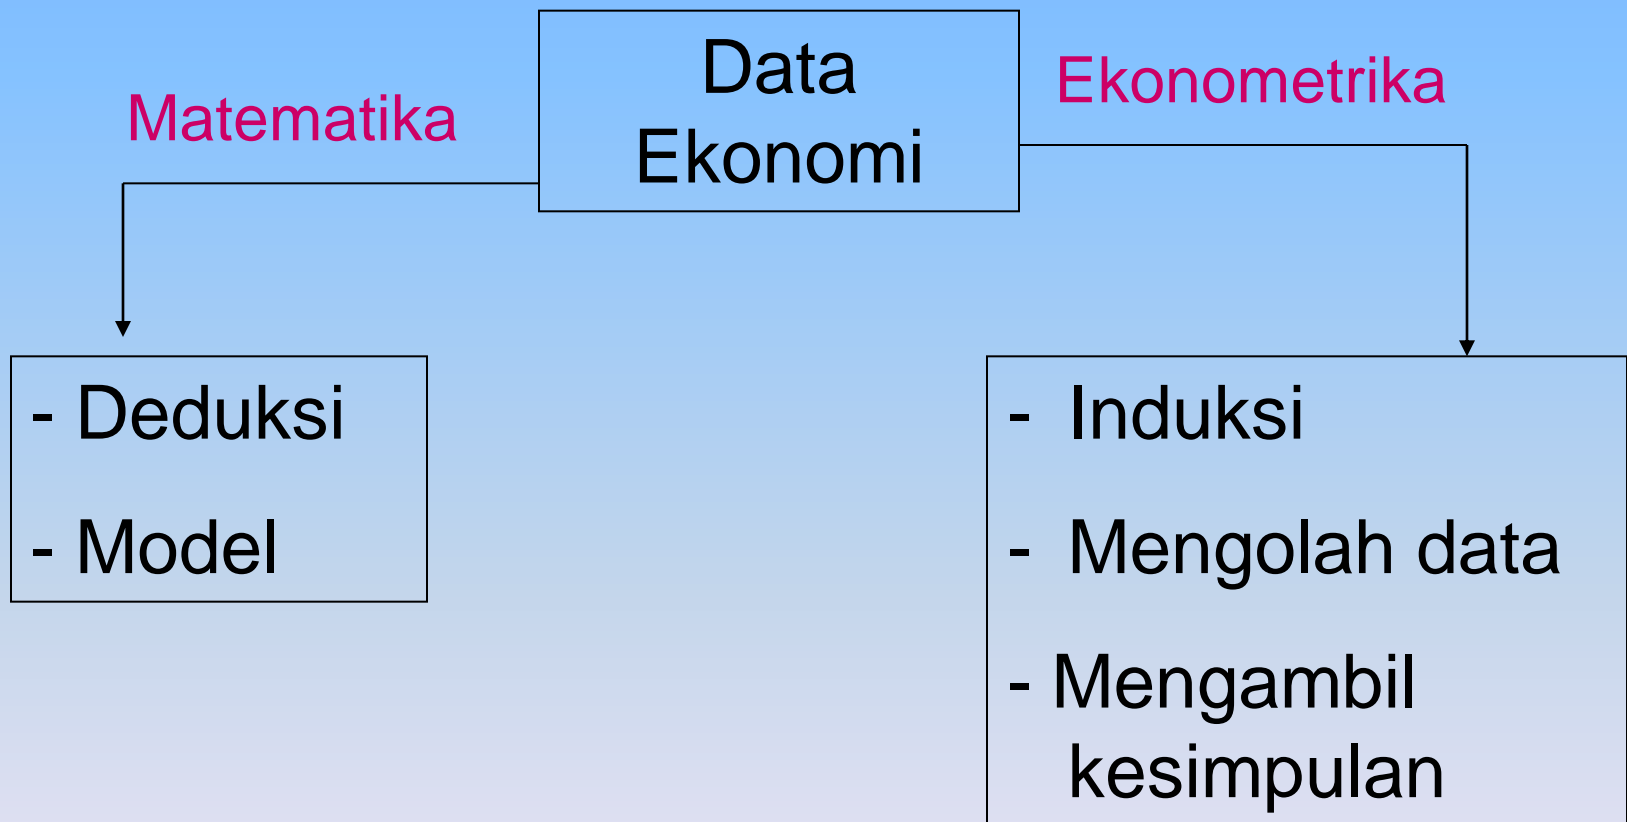 Data
Ekonomi
Matematika
Ekonometrika
- Deduksi
- Model
- Induksi
- Mengolah data
- Mengambil
kesimpulan